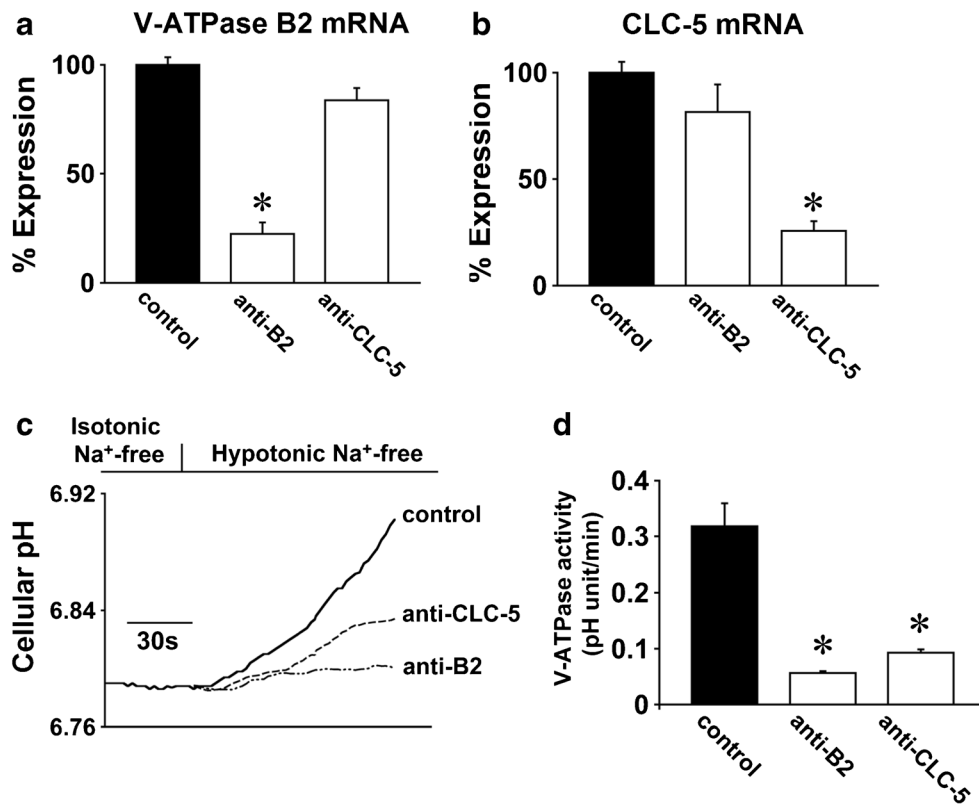 a
V-ATPase B2 mRNA
% Expression
100
50
0
*
control
anti-B2
anti-CLC-5
b
CLC-5 mRNA
% Expression
100
50
0
*
control
anti-B2
anti-CLC-5
c
Isotonic
Na⁺-free
Hypotonic Na⁺-free
Cellular pH
6.92
6.84
6.76
30s
control
anti-CLC-5
anti-B2
d
V-ATPase activity
(pH unit/min)
0.4
0.3
0.2
0.1
0
*
*
control
anti-B2
anti-CLC-5